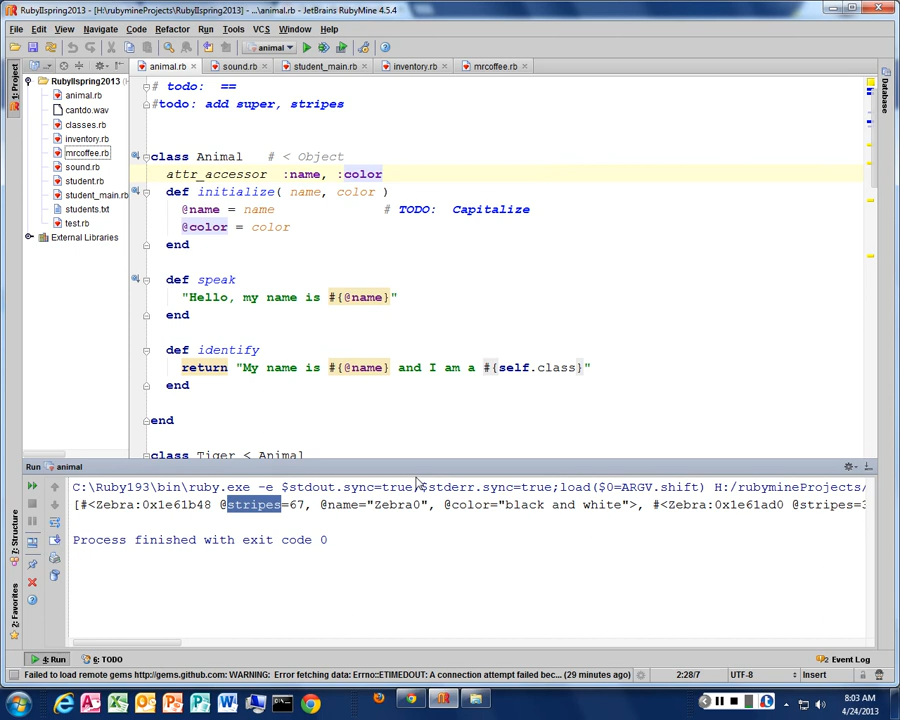 RubyIIspring2013 - [H:\rubymineProjects\RubyIIspring2013] - ...\animal.rb - JetBrains RubyMine 4.5.4
File Edit View Navigate Code Refactor Run Tools VCS Window Help
animal
1: Project
animal.rb sound.rb student_main.rb inventory.rb mrcoffee.rb
Database
RubyIIspring2013
animal.rb
cantdo.wav
classes.rb
inventory.rb
mrcoffee.rb
sound.rb
student.rb
student_main.rb
students.txt
test.rb
External Libraries
# todo: ==
#todo: add super, stripes
class Animal # < Object
attr_accessor :name, :color
def initialize( name, color )
@name = name # TODO: Capitalize
@color = color
end
def speak
"Hello, my name is #{@name}"
end
def identify
return "My name is #{@name} and I am a #{self.class}"
end
end
class Tiger < Animal
Run animal
C:\Ruby193\bin\ruby.exe -e $stdout.sync=true;$stderr.sync=true;load($0=ARGV.shift) H:/rubymineProjects/
[#<Zebra:0x1e61b48 @stripes=67, @name="Zebra0", @color="black and white">, #<Zebra:0x1e61ad0 @stripes=3
Process finished with exit code 0
7: Structure
2: Favorites
4: Run 6: TODO
2 Event Log
Failed to load remote gems http://gems.github.com: WARNING: Error fetching data: Errno::ETIMEDOUT: A connection attempt failed bec... (29 minutes ago)
2:28/7 UTF-8 Insert
8:03 AM
4/24/2013